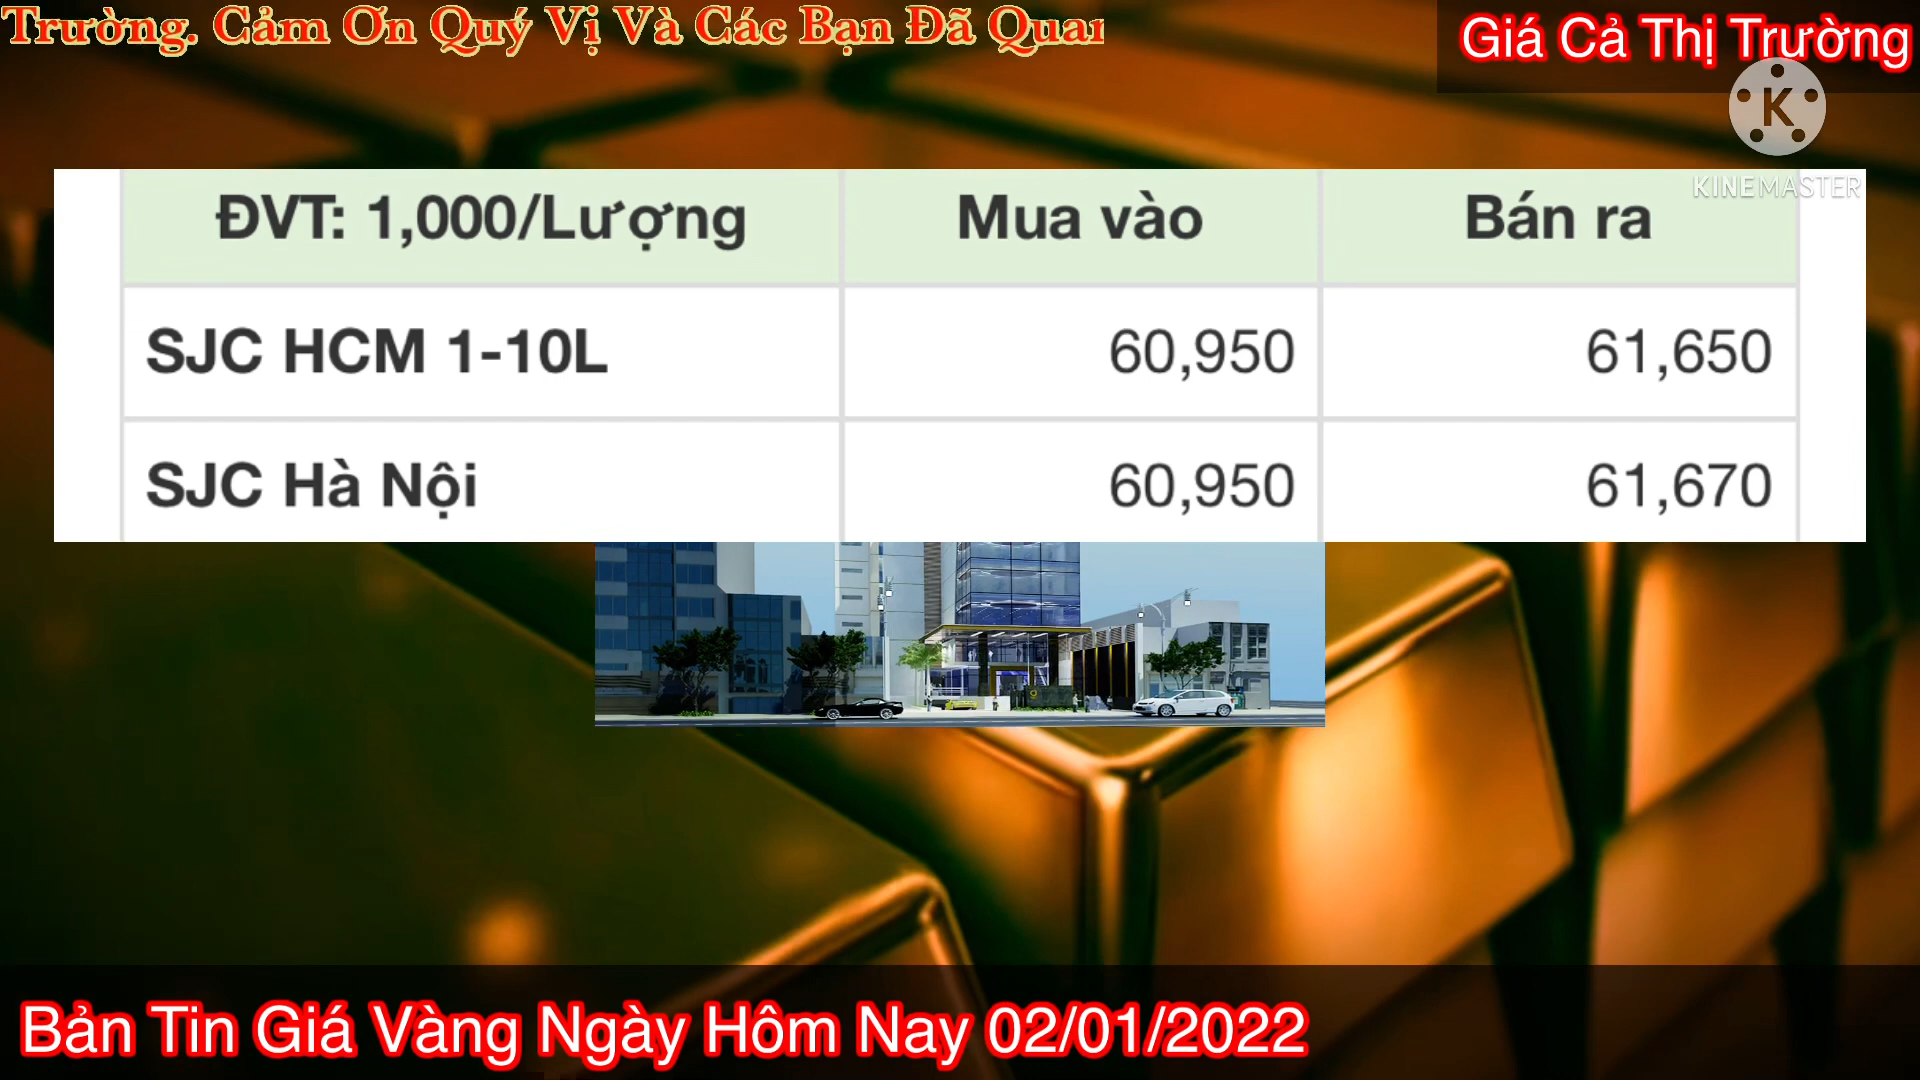 Trường. Cảm Ơn Quý Vị Và Các Bạn Đã
Giá Cả Thị Trường
K
KINEMASTER
ĐVT: 1,000/Lượng Mua vào Bán ra
SJC HCM 1-10L 60,950 61,650
SJC Hà Nội 60,950 61,670
Bản Tin Giá Vàng Ngày Hôm Nay 02/01/2022